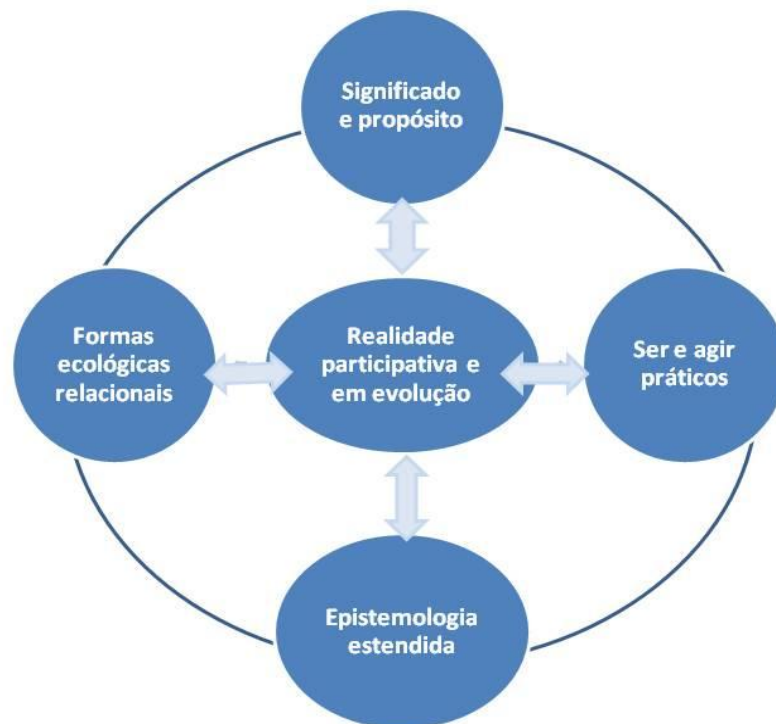 Significado
e propósito
Formas
ecológicas
relacionais
Realidade
participativa e
em evolução
Ser e agir
práticos
Epistemologia
estendida